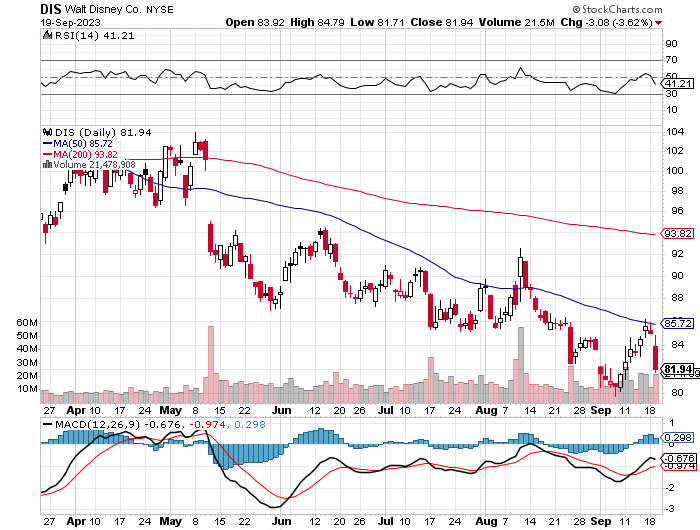 DIS Walt Disney Co. NYSE © StockCharts.com
19-Sep-2023 Open 83.92 High 84.79 Low 81.71 Close 81.94 Volume 21.5M Chg -3.08 (-3.62%)
RSI(14) 41.21
90
70
50
41.21
30
10
DIS (Daily) 81.94
MA(50) 85.72
MA(200) 93.82
Volume 21,478,908
104
102
100
98
96
93.82
92
90
88
85.72
84
81.94
80
60M
50M
40M
30M
20M
10M
27 Apr 10 17 24 May 8 15 22 Jun 12 20 26 Jul 10 17 24 Aug 7 14 21 28 Sep 11 18
MACD(12,26,9) -0.676, -0.974, 0.298
1
0.298
-0.676
-0.974
-2
-3
27 Apr 10 17 24 May 8 15 22 Jun 12 20 26 Jul 10 17 24 Aug 7 14 21 28 Sep 11 18